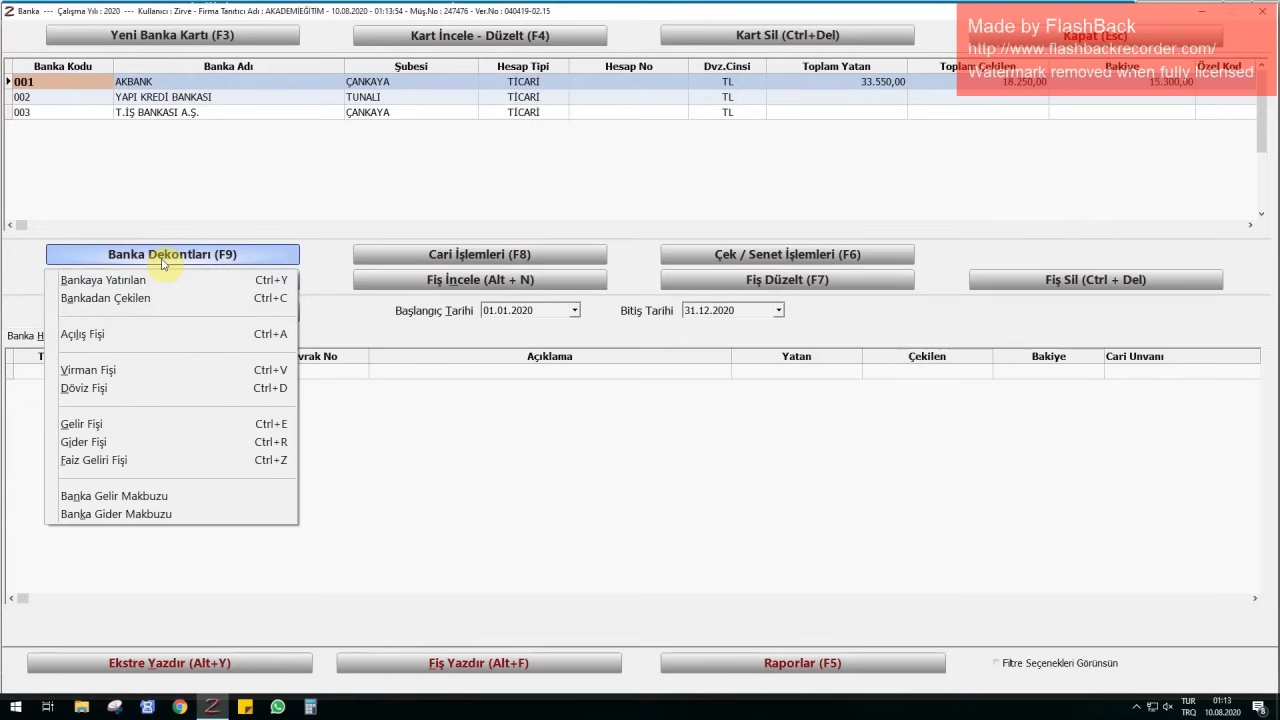 Banka --- Çalışma Yılı : 2020 - Kullanıcı : Zirve - Firma Tanıtıcı Adı : AKADEMİEĞİTİM - 10.08.2020 - 01:13:54 - Müş.No : 247476 - Ver.No : 040419-02.15
Made by FlashBack
http://www.flashbackrecorder.com/
Watermark removed when fully licensed
Yeni Banka Kartı (F3) Kart İncele - Düzelt (F4) Kart Sil (Ctrl+Del) Kapat (Esc)
Banka Kodu Banka Adı Şubesi Hesap Tipi Hesap No Dvz.Cinsi Toplam Yatan Toplam Çekilen Bakiye Özel Kod
001 AKBANK ÇANKAYA TİCARİ TL 33.550,00 18.250,00 15.300,00
002 YAPI KREDİ BANKASI TUNALI TİCARİ TL
003 T.İŞ BANKASI A.Ş. ÇANKAYA TİCARİ TL
Banka Dekontları (F9) Cari İşlemleri (F8) Çek / Senet İşlemleri (F6)
Fiş İncele (Alt + N) Fiş Düzelt (F7) Fiş Sil (Ctrl + Del)
Bankaya Yatırılan Ctrl+Y
Bankadan Çekilen Ctrl+C
Açılış Fişi Ctrl+A
Virman Fişi Ctrl+V
Döviz Fişi Ctrl+D
Gelir Fişi Ctrl+E
Gider Fişi Ctrl+R
Faiz Geliri Fişi Ctrl+Z
Banka Gelir Makbuzu
Banka Gider Makbuzu
Başlangıç Tarihi 01.01.2020 Bitiş Tarihi 31.12.2020
Banka H
T vrak No Açıklama Yatan Çekilen Bakiye Cari Unvanı
Ekstre Yazdır (Alt+Y) Fiş Yazdır (Alt+F) Raporlar (F5) Filtre Seçenekleri Görünsün
TUR 01:13
TRQ 10.08.2020 8